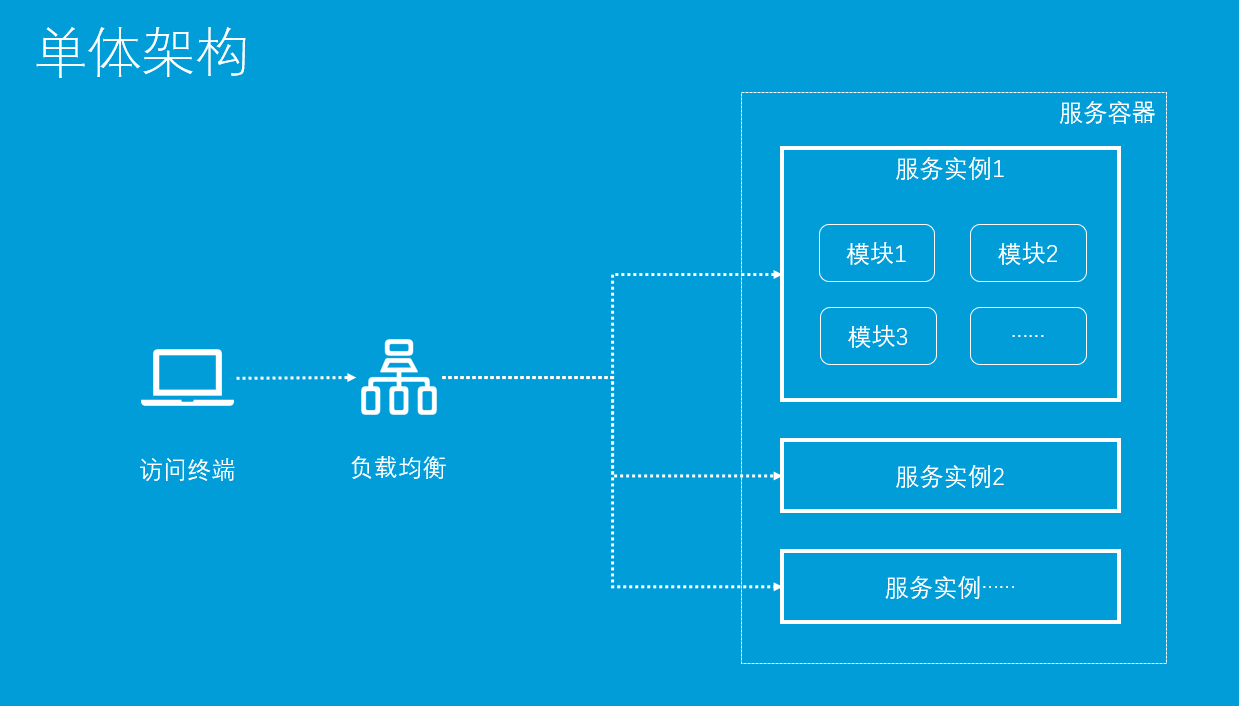 单体架构
服务容器
服务实例1
模块1
模块2
模块3
……
访问终端
负载均衡
服务实例2
服务实例……